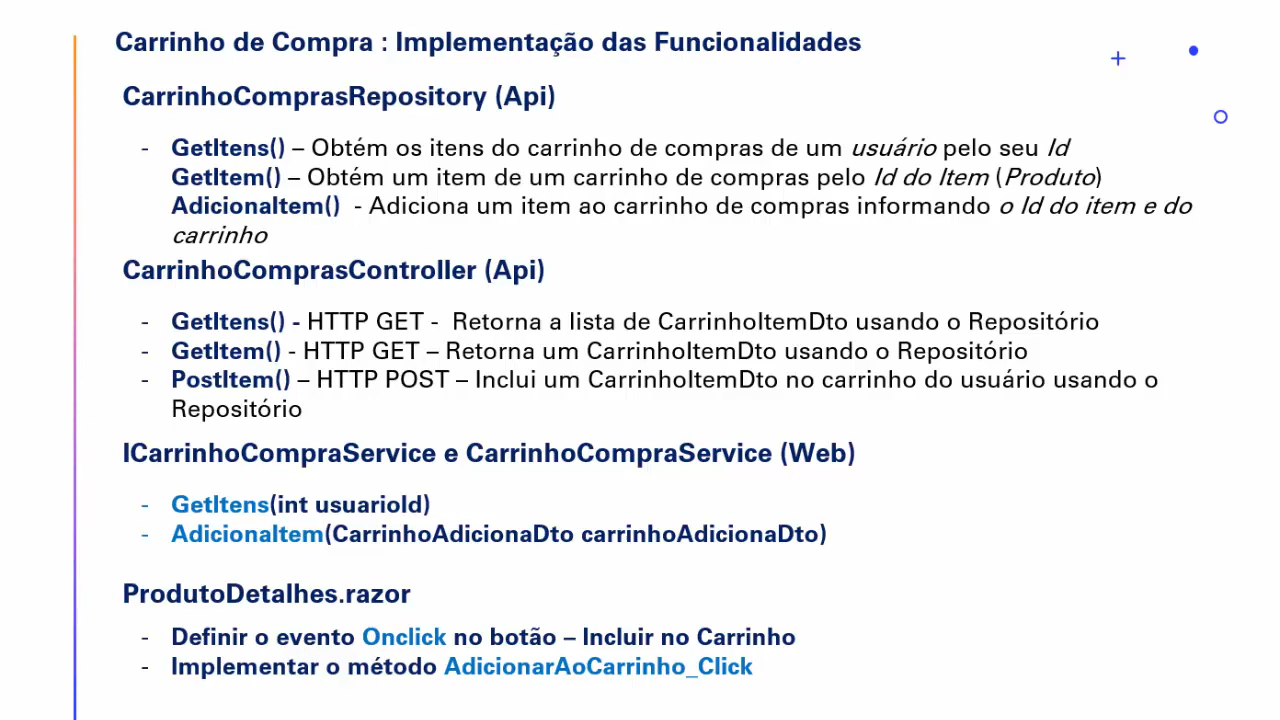 Carrinho de Compra : Implementação das Funcionalidades
CarrinhoComprasRepository (Api)
- GetItens() – Obtém os itens do carrinho de compras de um usuário pelo seu Id
GetItem() – Obtém um item de um carrinho de compras pelo Id do Item (Produto)
AdicionaItem()  - Adiciona um item ao carrinho de compras informando o Id do item e do
carrinho
CarrinhoComprasController (Api)
- GetItens() - HTTP GET -  Retorna a lista de CarrinhoItemDto usando o Repositório
- GetItem() - HTTP GET – Retorna um CarrinhoItemDto usando o Repositório
- PostItem() – HTTP POST – Inclui um CarrinhoItemDto no carrinho do usuário usando o
Repositório
ICarrinhoCompraService e CarrinhoCompraService (Web)
- GetItens(int usuarioId)
- AdicionaItem(CarrinhoAdicionaDto carrinhoAdicionaDto)
ProdutoDetalhes.razor
- Definir o evento Onclick no botão – Incluir no Carrinho
- Implementar o método AdicionarAoCarrinho_Click